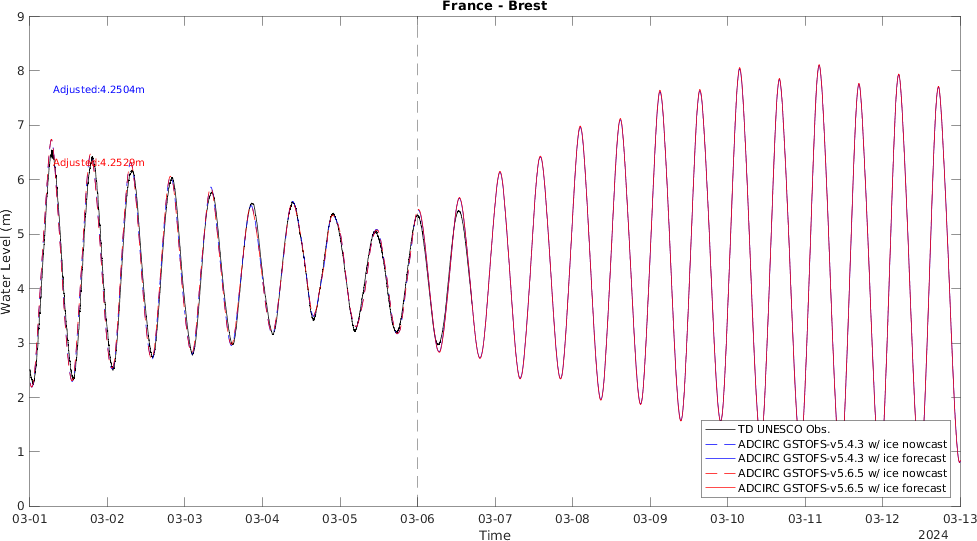 France - Brest
9
8
7
6
5
4
3
2
1
0
Water Level (m)
Adjusted:4.2504m
Adjusted:4.2529m
TD UNESCO Obs.
ADCIRC GSTOFS-v5.4.3 w/ ice nowcast
ADCIRC GSTOFS-v5.4.3 w/ ice forecast
ADCIRC GSTOFS-v5.6.5 w/ ice nowcast
ADCIRC GSTOFS-v5.6.5 w/ ice forecast
03-01 03-02 03-03 03-04 03-05 03-06 03-07 03-08 03-09 03-10 03-11 03-12 03-13
Time
2024